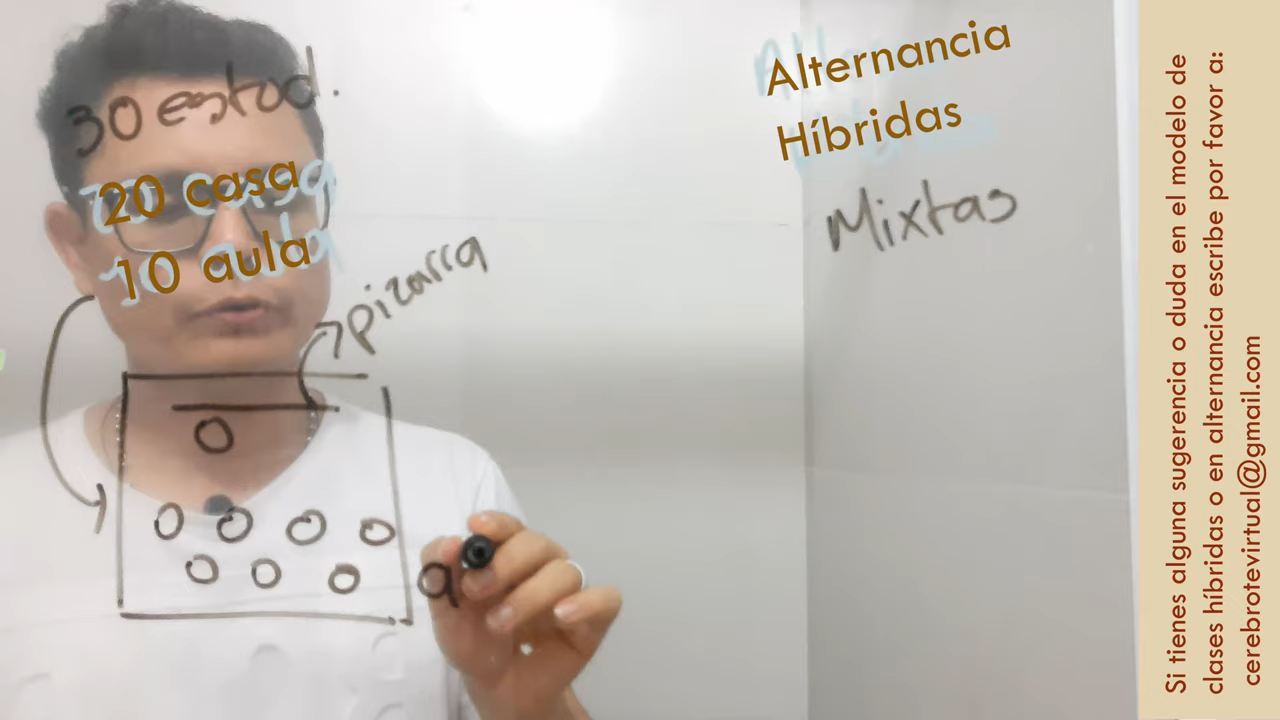 30 estud.
20 casa
10 aula
pizarra
a
Alternancia
Híbridas
Mixtas
Si tienes alguna sugerencia o duda en el modelo de
clases híbridas o en alternancia escribe por favor a:
cerebrotevirtual@gmail.com